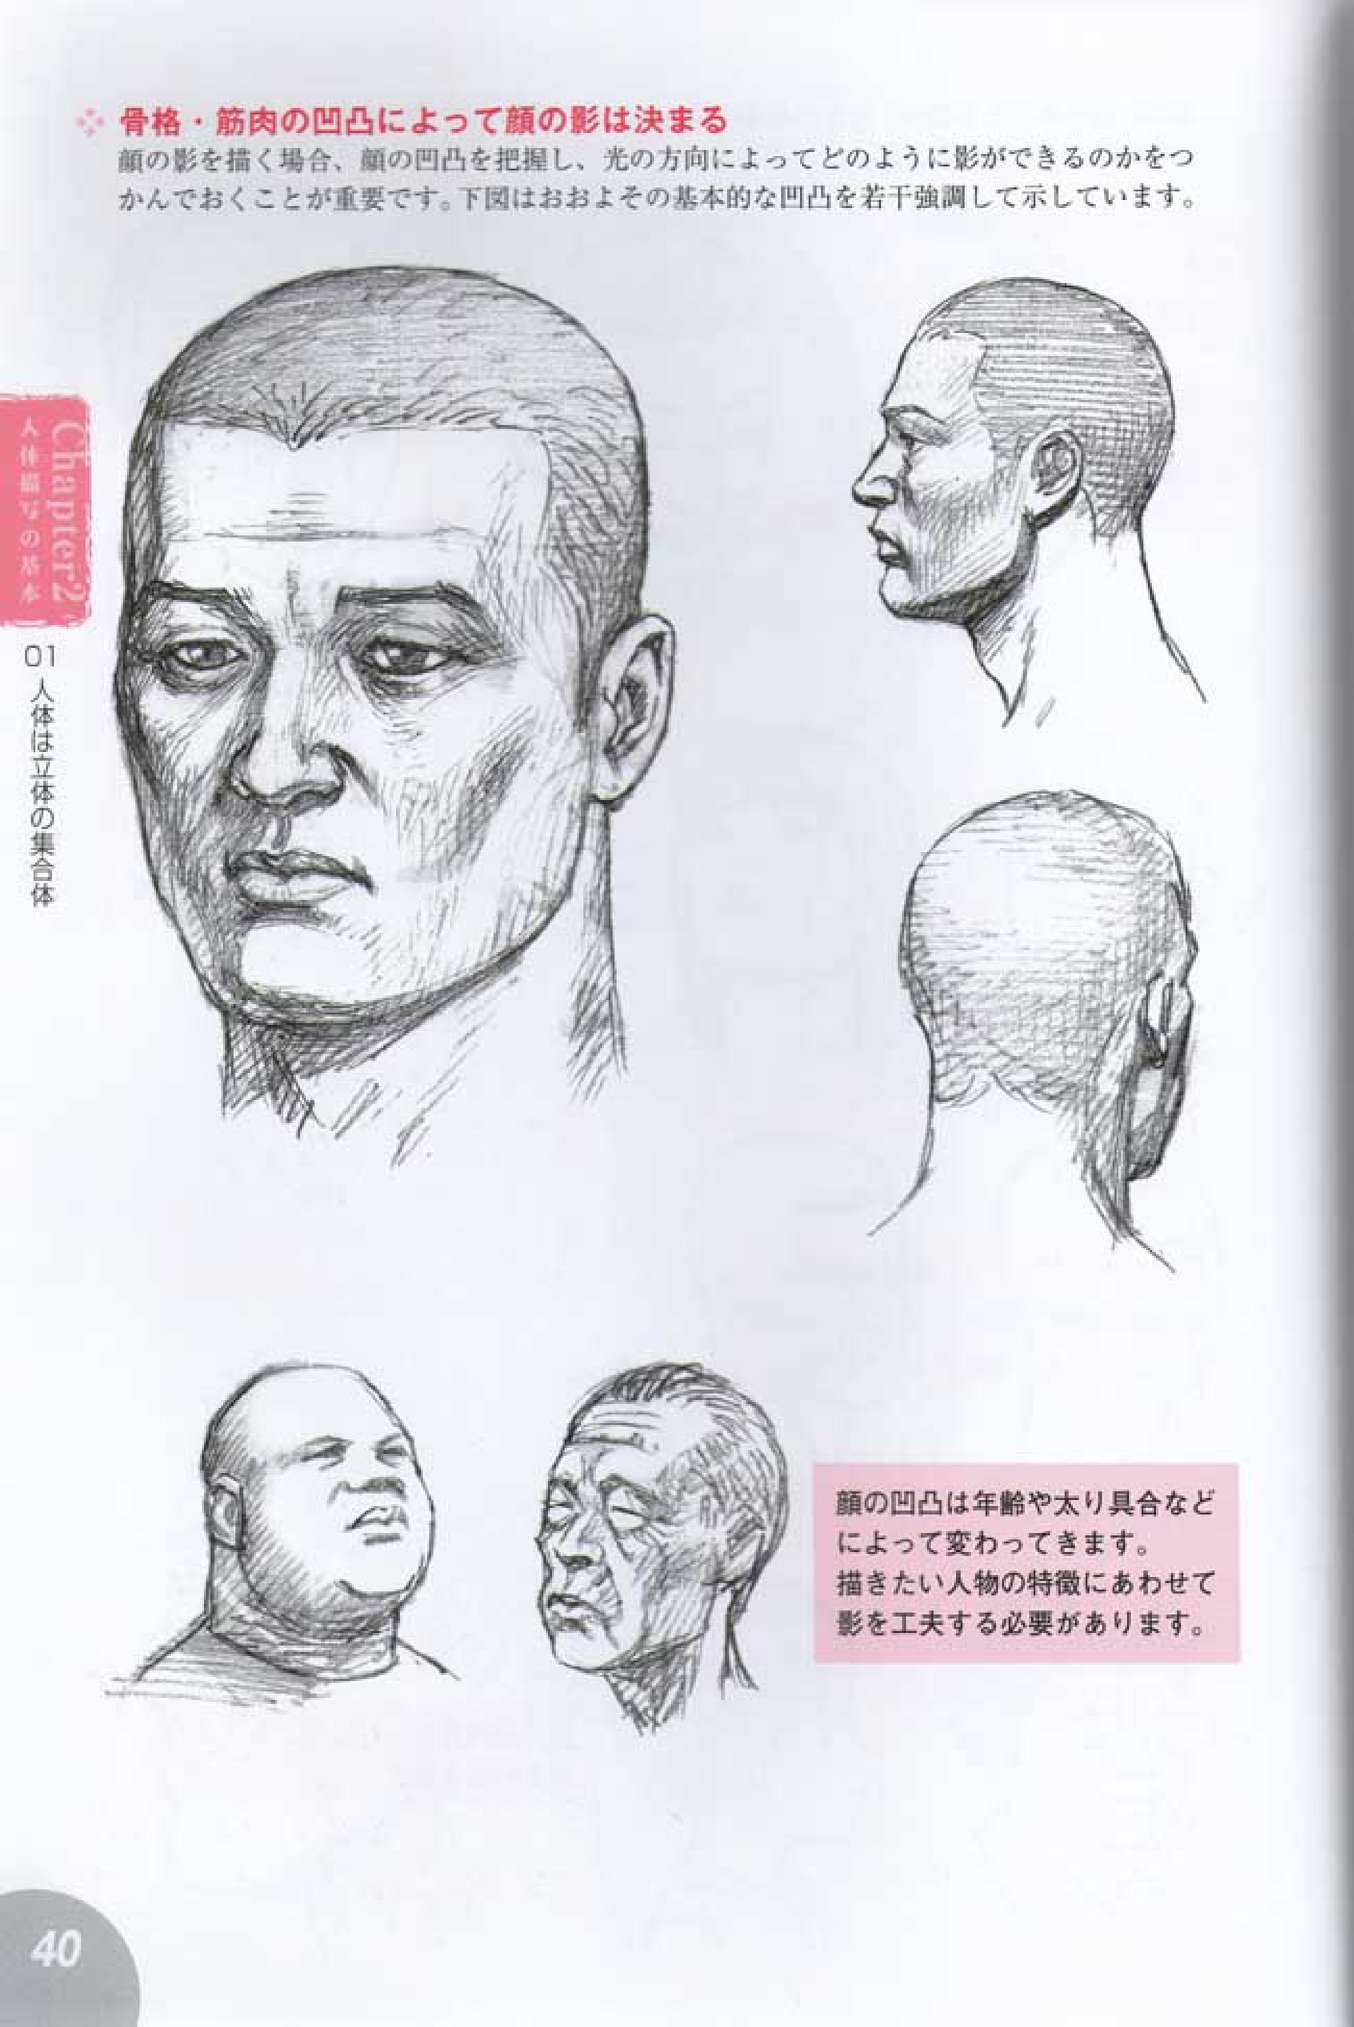 骨格・筋肉の凹凸によって顔の影は決まる
顔の影を描く場合、顔の凹凸を把握し、光の方向によってどのように影ができるのかをつ
かんでおくことが重要です。下図はおおよその基本的な凹凸を若干強調して示しています。
Chapter2
人体描写の基本
01 人体は立体の集合体
顔の凹凸は年齢や太り具合など
によって変わってきます。
描きたい人物の特徴にあわせて
影を工夫する必要があります。
40